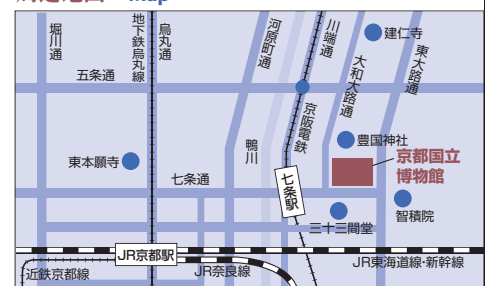 Map
堀川通
地下鉄烏丸線
烏丸通
河原町通
川端通
建仁寺
大和大路通
東大路通
五条通
京阪電鉄
鴨川
豊国神社
京都国立
博物館
東本願寺
七条通
七条駅
智積院
三十三間堂
JR京都駅
近鉄京都線
JR奈良線
JR東海道線・新幹線